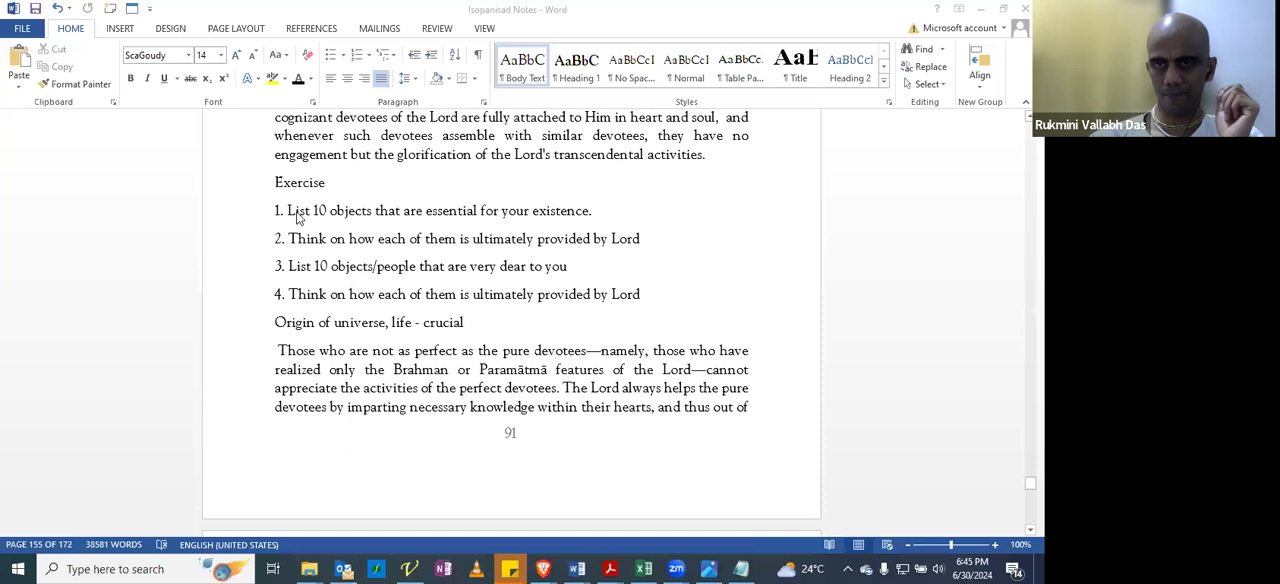 Isopanisad Notes - Word
FILE HOME INSERT DESIGN PAGE LAYOUT REFERENCES MAILINGS REVIEW VIEW Microsoft account
Paste Cut Copy Format Painter Clipboard
ScaGoudy 14 Font
Paragraph
AaBbC AaBbC AaBbCcI AaBbCcI AaBbCc. AaBl AaBbCcl
¶ Body Text ¶ Heading 1 ¶ No Spac... ¶ Normal ¶ Table Pa... ¶ Title Heading 2
Styles
Find Replace Select Editing
Align New Group
Rukmini Vallabh Das
cognizant devotees of the Lord are fully attached to Him in heart and soul, and
whenever such devotees assemble with similar devotees, they have no
engagement but the glorification of the Lord's transcendental activities.
Exercise
1. List 10 objects that are essential for your existence.
2. Think on how each of them is ultimately provided by Lord
3. List 10 objects/people that are very dear to you
4. Think on how each of them is ultimately provided by Lord
Origin of universe, life - crucial
Those who are not as perfect as the pure devotees—namely, those who have
realized only the Brahman or Paramātmā features of the Lord—cannot
appreciate the activities of the perfect devotees. The Lord always helps the pure
devotees by imparting necessary knowledge within their hearts, and thus out of
91
PAGE 155 OF 172 38581 WORDS ENGLISH (UNITED STATES) 100%
Type here to search 24°C 6:45 PM
6/30/2024 14